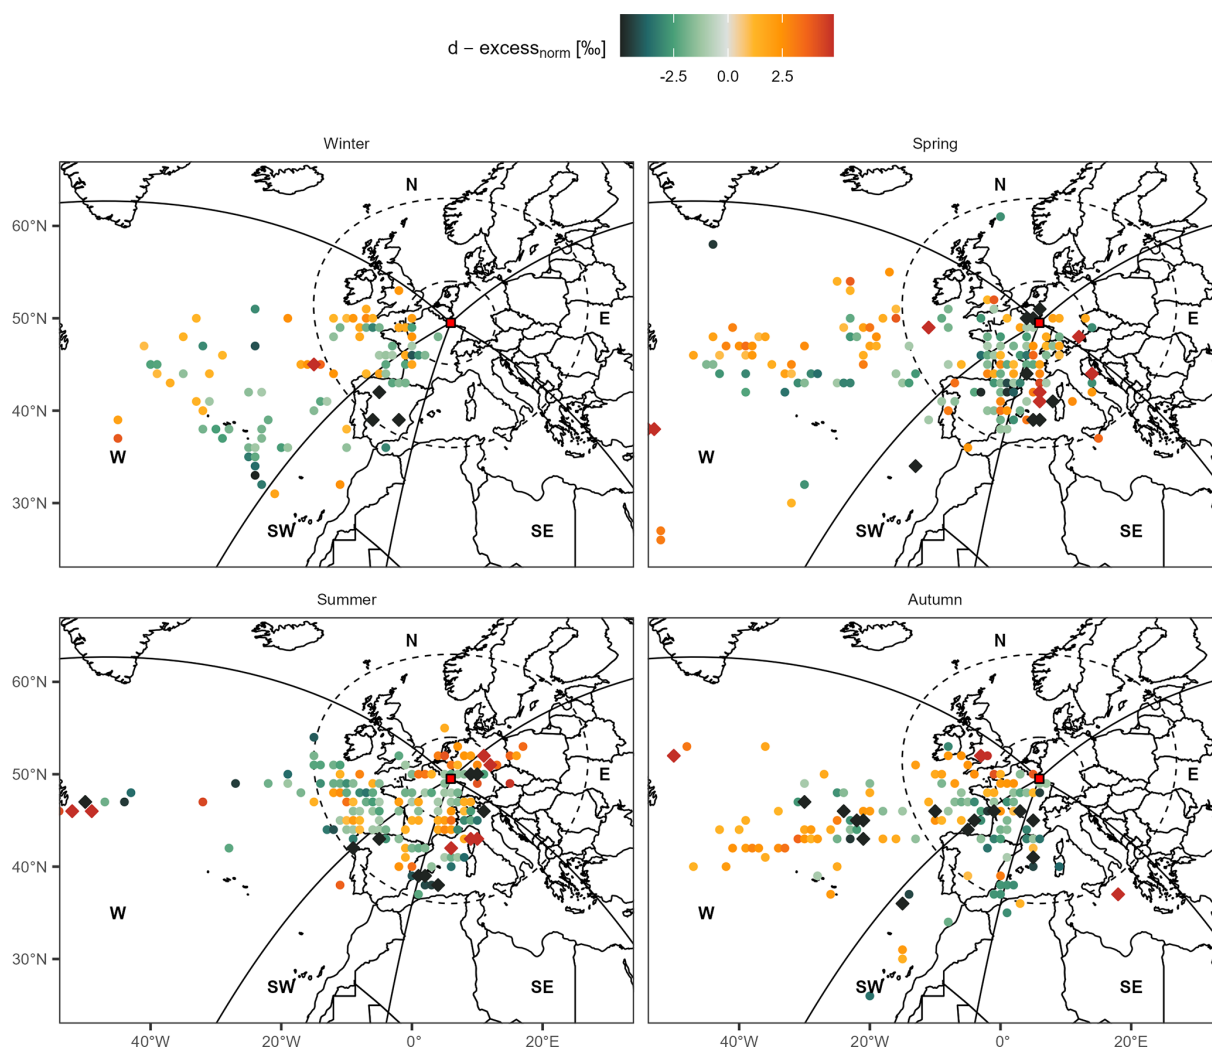 d − excessnorm [‰]
-2.5 0.0 2.5
Winter Spring
N N
60°N
50°N E E
40°N
W W
30°N
SW SE SW SE
Summer Autumn
N N
60°N
50°N E E
40°N
W W
30°N
SW SE SW SE
40°W 20°W 0° 20°E 40°W 20°W 0° 20°E